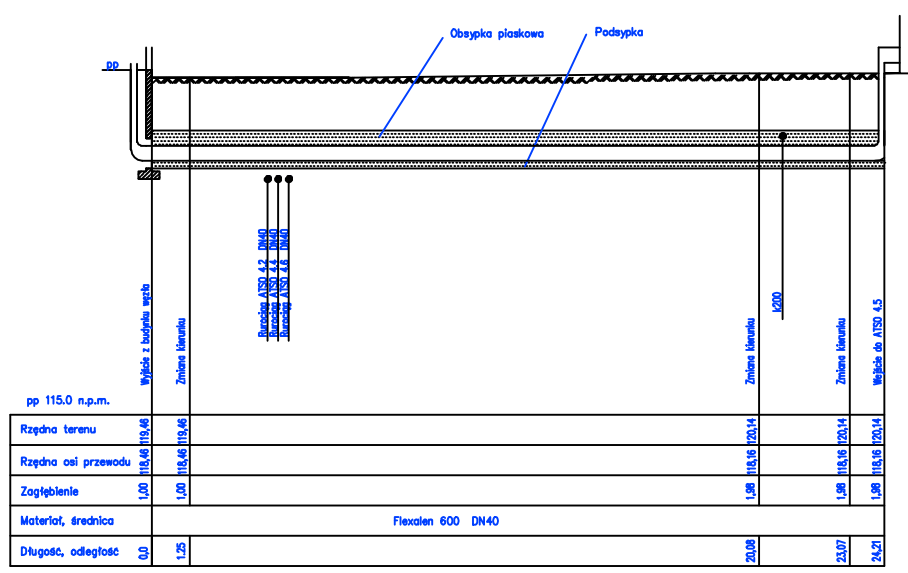 Obsypka piaskowa
Podsypka
pp
Rurociąg ATSO 4.2 DN40
Rurociąg ATSO 4.4 DN40
Rurociąg ATSO 4.6 DN40
k200
Wyjście z budynku węzła
Zmiana kierunku
Zmiana kierunku
Zmiana kierunku
Wejście do ATSO 4.5
pp 115.0 n.p.m.
Rzędna terenu 119,46 119,46 120,14 120,14 120,14
Rzędna osi przewodu 118,46 118,46 118,16 118,16 118,16
Zagłębienie 1,00 1,00 1,98 1,98 1,98
Materiał, średnica Flexalen 600 DN40
Długość, odległość 0,0 1.25 20,08 23,07 24,21